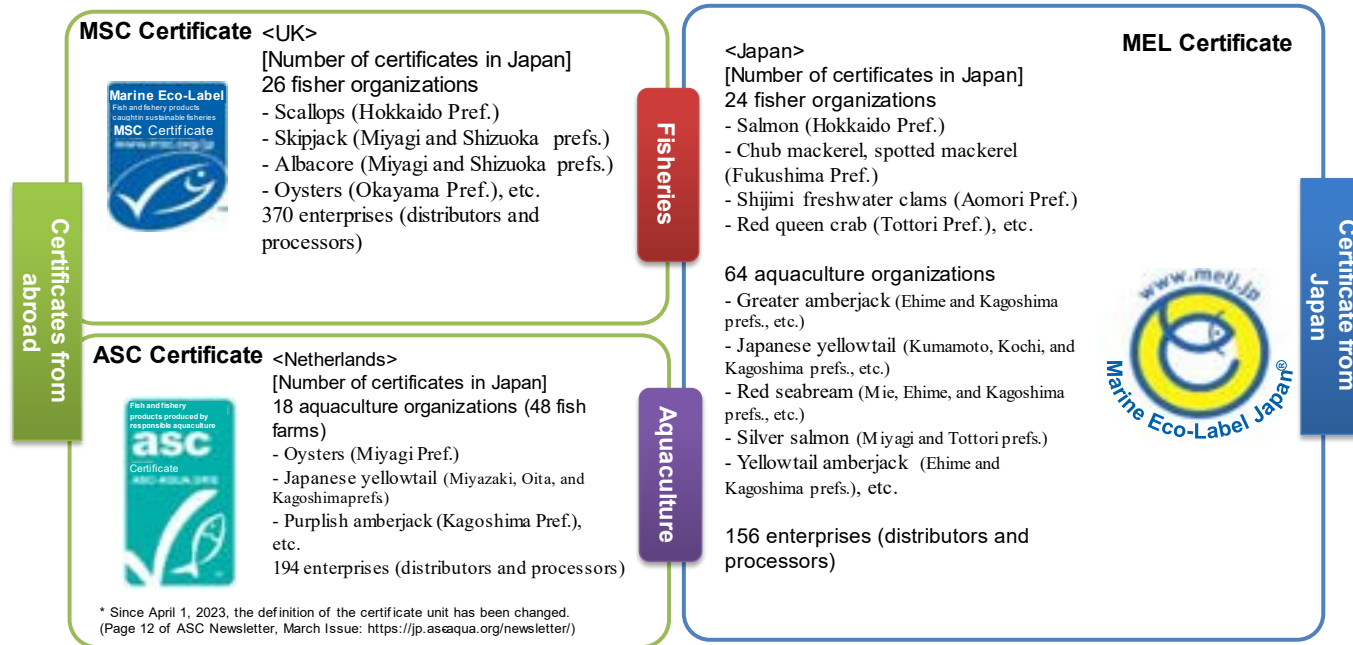 MSC Certificate <UK>
[Number of certificates in Japan]
26 fisher organizations
- Scallops (Hokkaido Pref.)
- Skipjack (Miyagi and Shizuoka prefs.)
- Albacore (Miyagi and Shizuoka prefs.)
- Oysters (Okayama Pref.), etc.
370 enterprises (distributors and
processors)
Marine Eco-Label
Fish and fishery products
caughtin sustainable fisheries
MSC Certificate
www.msc.org/jp
Certificates from
abroad
ASC Certificate <Netherlands>
[Number of certificates in Japan]
18 aquaculture organizations (48 fish
farms)
- Oysters (Miyagi Pref.)
- Japanese yellowtail (Miyazaki, Oita, and
Kagoshimaprefs)
- Purplish amberjack (Kagoshima Pref.),
etc.
194 enterprises (distributors and processors)
Fish and fishery
products produced by
responsible aquaculture
asc
Certificate
ASC-AQUA.ORG
* Since April 1, 2023, the definition of the certificate unit has been changed.
(Page 12 of ASC Newsletter, March Issue: https://jp.ascaqua.org/newsletter/)
Fisheries
Aquaculture
MEL Certificate
<Japan>
[Number of certificates in Japan]
24 fisher organizations
- Salmon (Hokkaido Pref.)
- Chub mackerel, spotted mackerel
(Fukushima Pref.)
- Shijimi freshwater clams (Aomori Pref.)
- Red queen crab (Tottori Pref.), etc.
64 aquaculture organizations
- Greater amberjack (Ehime and Kagoshima
prefs., etc.)
- Japanese yellowtail (Kumamoto, Kochi, and
Kagoshima prefs., etc.)
- Red seabream (Mie, Ehime, and Kagoshima
prefs., etc.)
- Silver salmon (Miyagi and Tottori prefs.)
- Yellowtail amberjack (Ehime and
Kagoshima prefs.), etc.
156 enterprises (distributors and
processors)
www.melj.jp
Marine Eco-Label Japan®
Certificate from
Japan